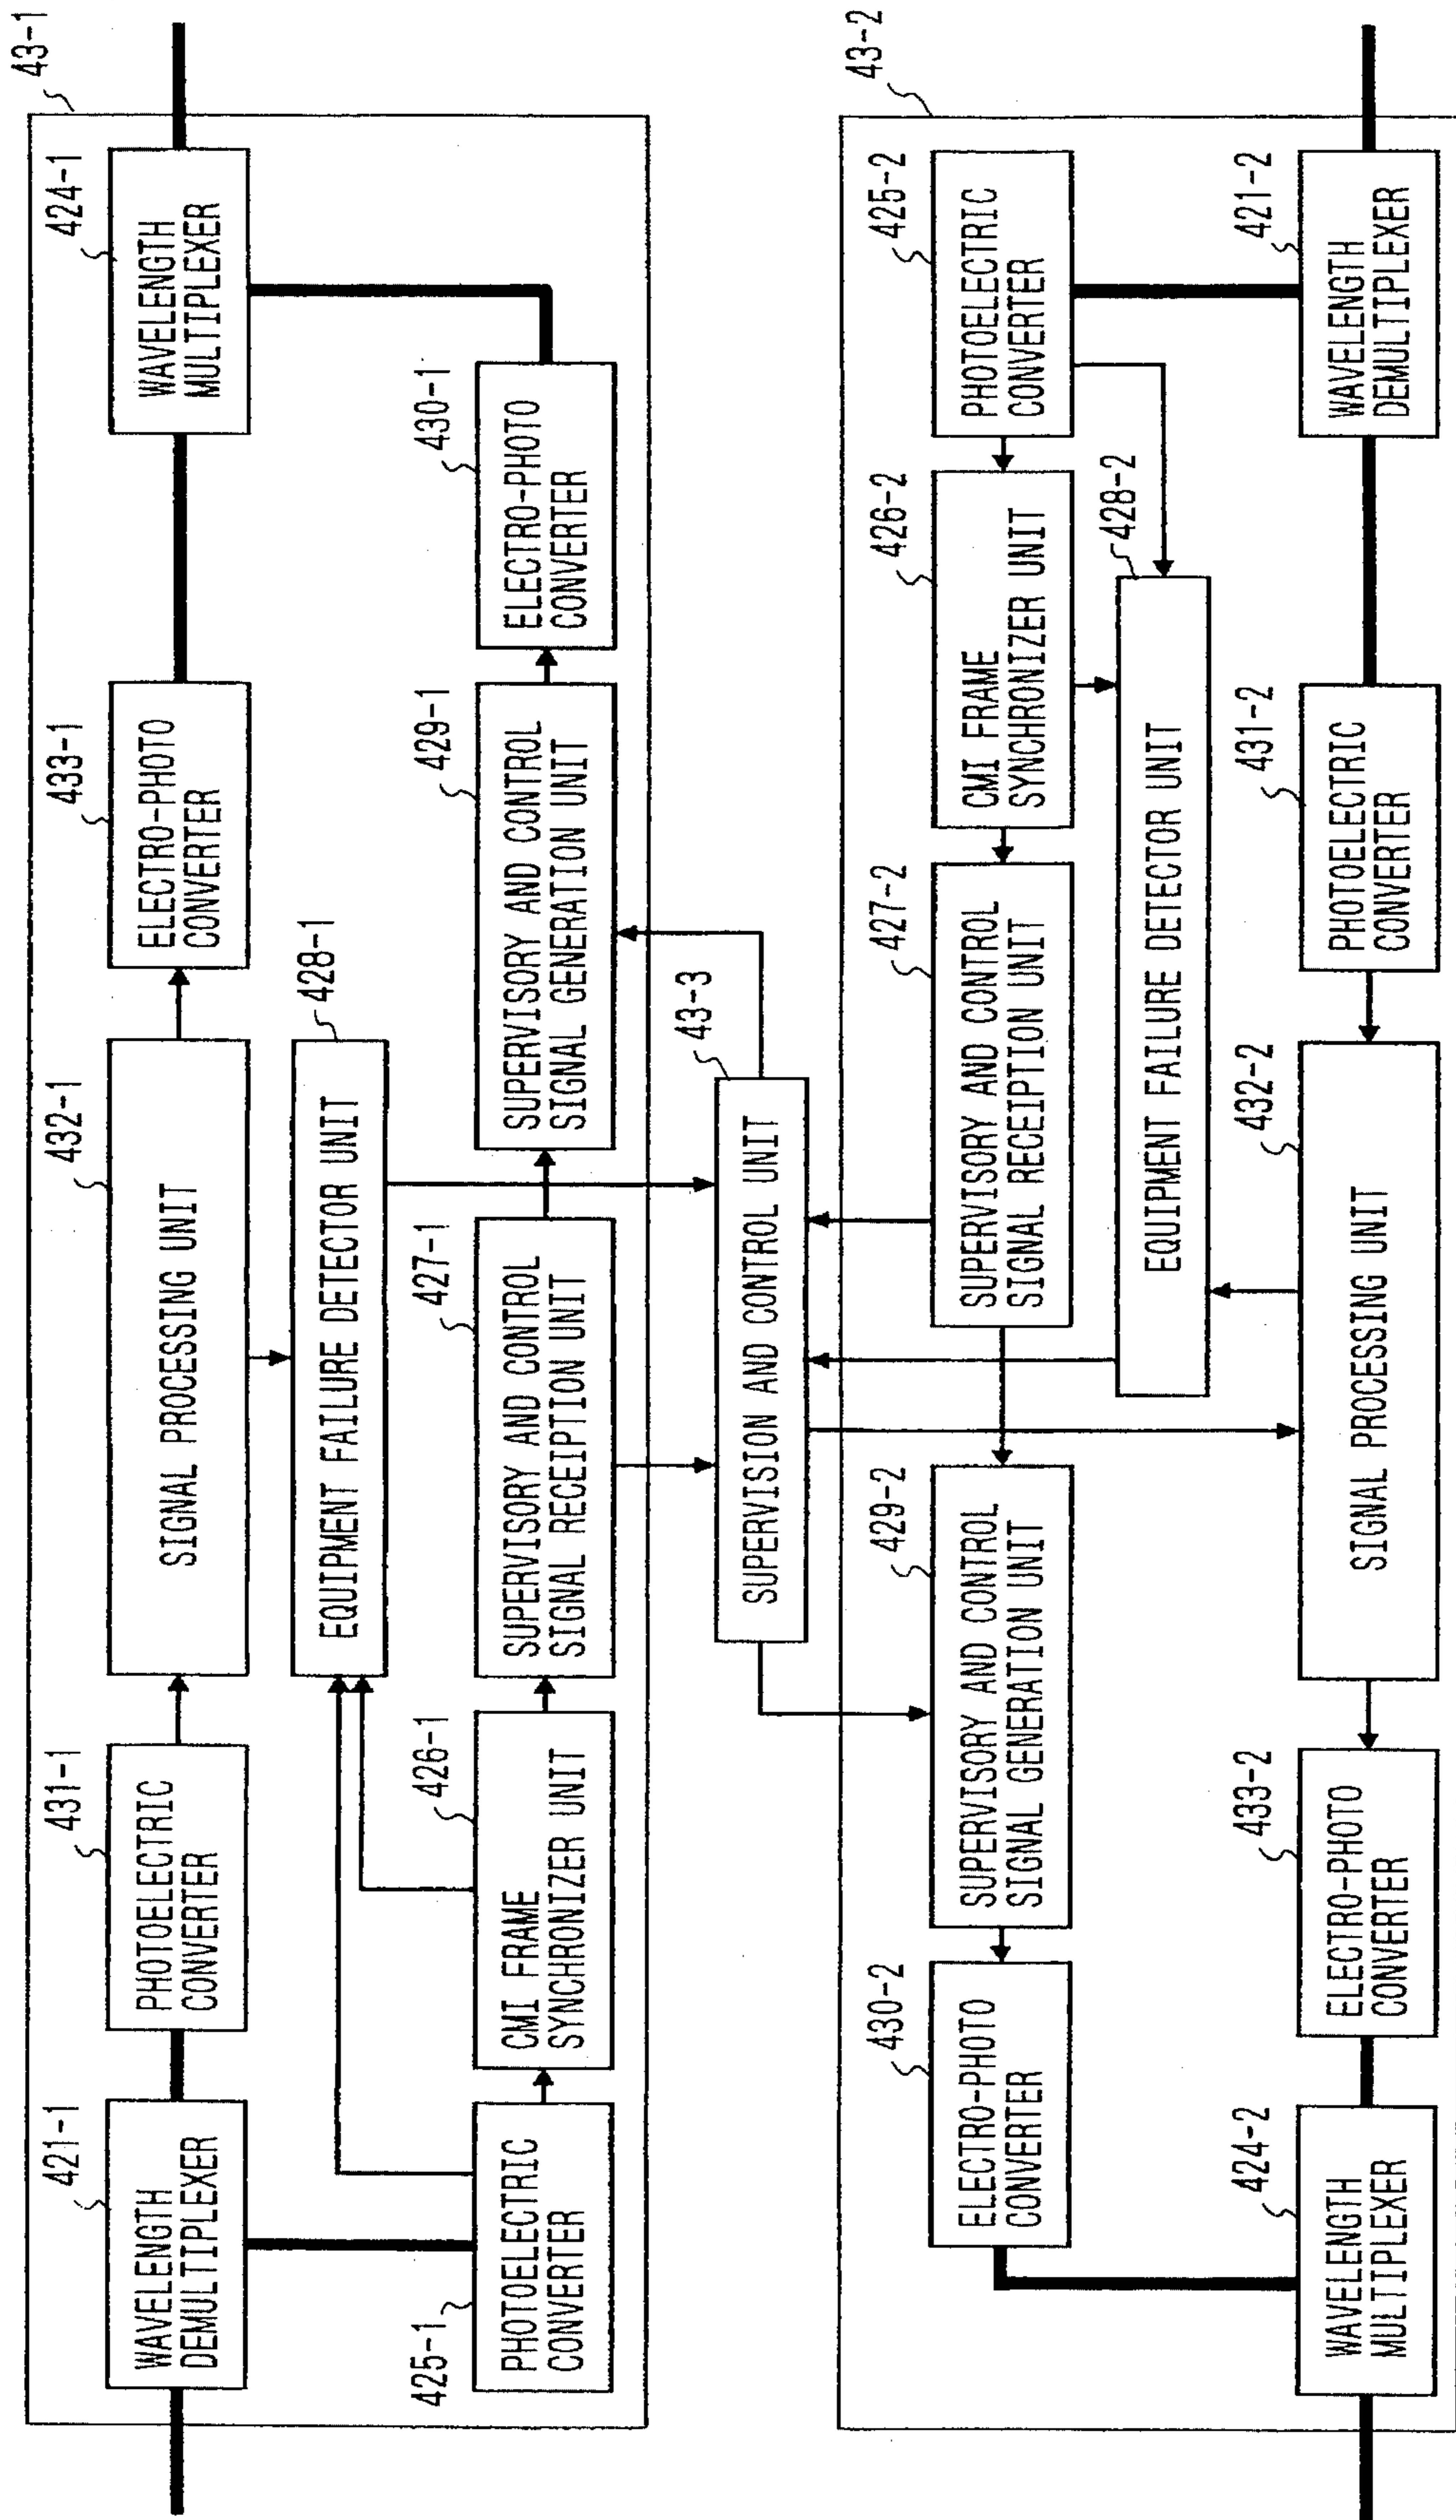 43-1
421-1
WAVELENGTH
DEMULTIPLEXER
431-1
PHOTOELECTRIC
CONVERTER
432-1
SIGNAL PROCESSING UNIT
433-1
ELECTRO-PHOTO
CONVERTER
424-1
WAVELENGTH
MULTIPLEXER
428-1
EQUIPMENT FAILURE DETECTOR UNIT
425-1
PHOTOELECTRIC
CONVERTER
426-1
CMI FRAME
SYNCHRONIZER UNIT
427-1
SUPERVISORY AND CONTROL
SIGNAL RECEIPTION UNIT
429-1
SUPERVISORY AND CONTROL
SIGNAL GENERATION UNIT
430-1
ELECTRO-PHOTO
CONVERTER
43-3
SUPERVISION AND CONTROL UNIT
43-2
430-2
ELECTRO-PHOTO
CONVERTER
429-2
SUPERVISORY AND CONTROL
SIGNAL GENERATION UNIT
427-2
SUPERVISORY AND CONTROL
SIGNAL RECEIPTION UNIT
426-2
CMI FRAME
SYNCHRONIZER UNIT
425-2
PHOTOELECTRIC
CONVERTER
428-2
EQUIPMENT FAILURE DETECTOR UNIT
424-2
WAVELENGTH
MULTIPLEXER
433-2
ELECTRO-PHOTO
CONVERTER
432-2
SIGNAL PROCESSING UNIT
431-2
PHOTOELECTRIC
CONVERTER
421-2
WAVELENGTH
DEMULTIPLEXER